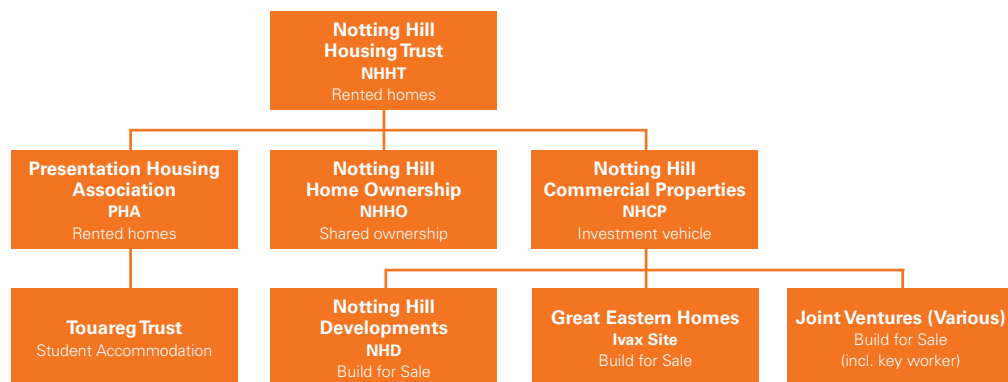 Notting Hill
Housing Trust
NHHT
Rented homes
Presentation Housing
Association
PHA
Rented homes
Notting Hill
Home Ownership
NHHO
Shared ownership
Notting Hill
Commercial Properties
NHCP
Investment vehicle
Touareg Trust
Student Accommodation
Notting Hill
Developments
NHD
Build for Sale
Great Eastern Homes
Ivax Site
Build for Sale
Joint Ventures (Various)
Build for Sale
(incl. key worker)